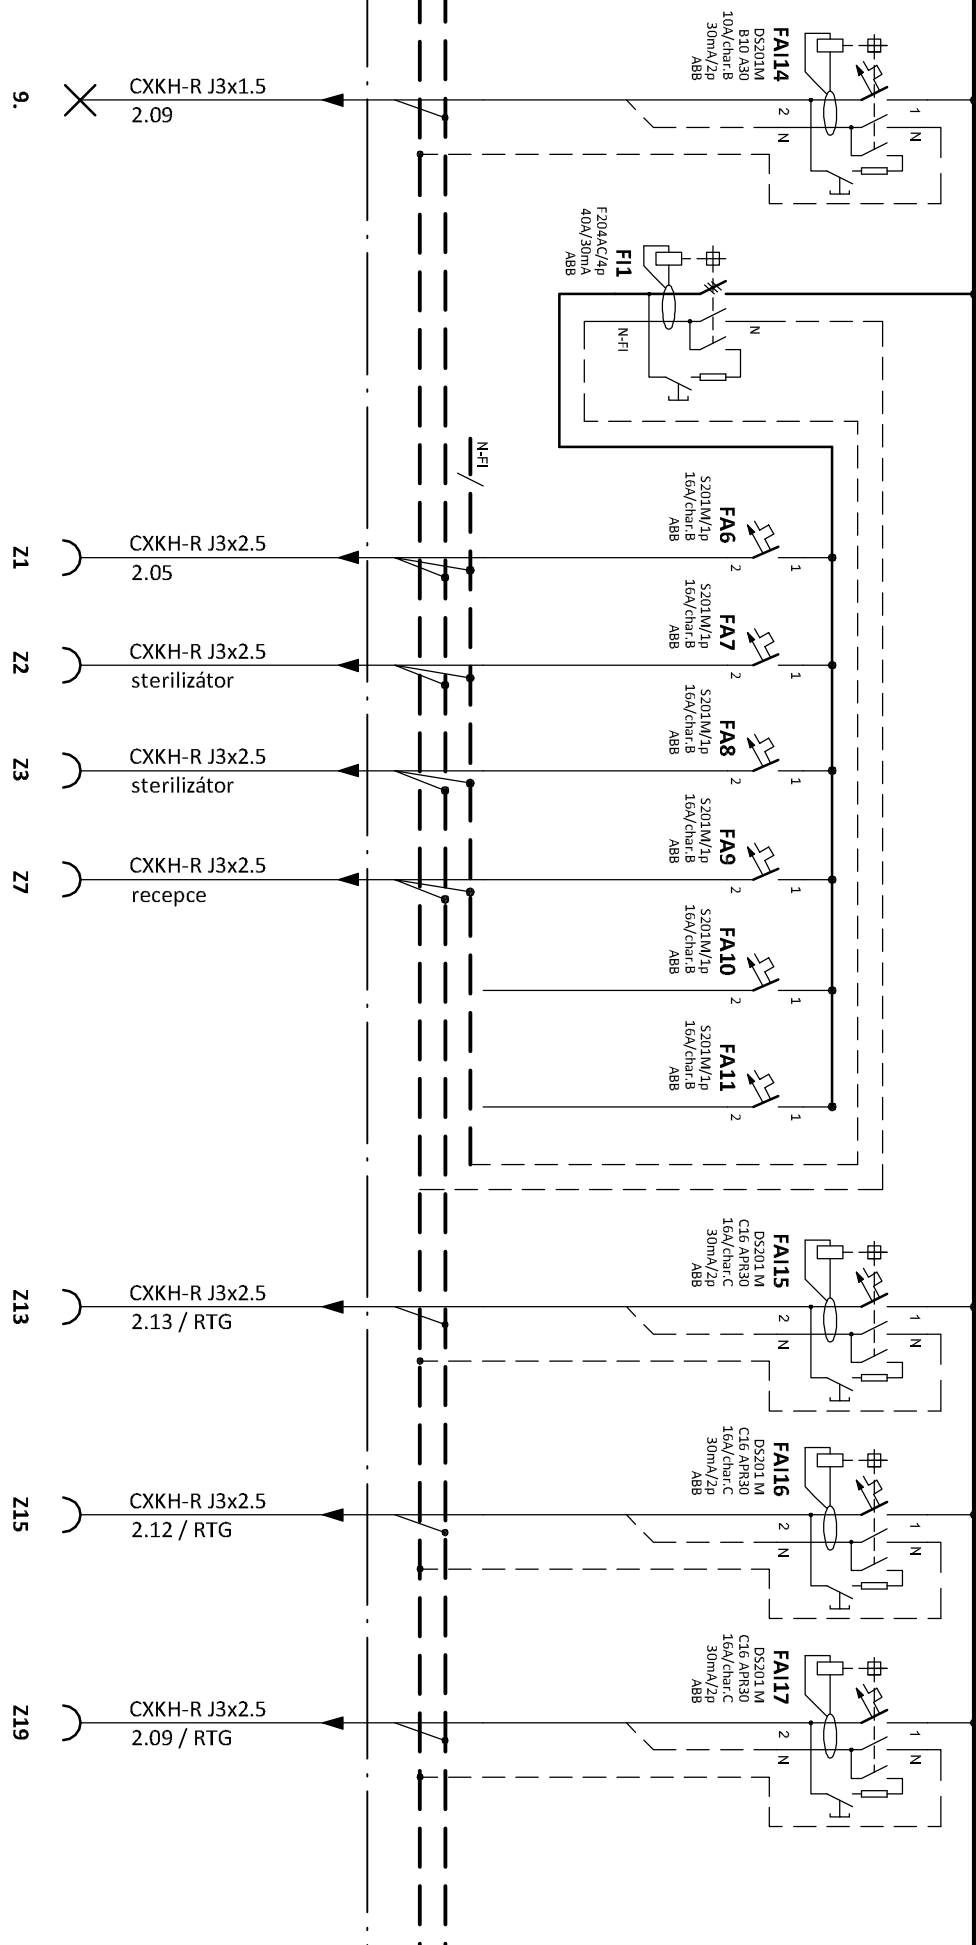 FAI14
DS201M
B10 A30
10A/char.B
30mA/2p
ABB
1
N
2
N
CXKH-R J3x1.5
2.09
9.
FI1
F204AC/4p
40A/30mA
ABB
N
N-FI
N-FI
FA6
S201M/1p
16A/char.B
ABB
1
2
CXKH-R J3x2.5
2.05
Z1
FA7
S201M/1p
16A/char.B
ABB
1
2
CXKH-R J3x2.5
sterilizátor
Z2
FA8
S201M/1p
16A/char.B
ABB
1
2
CXKH-R J3x2.5
sterilizátor
Z3
FA9
S201M/1p
16A/char.B
ABB
1
2
CXKH-R J3x2.5
recepce
Z7
FA10
S201M/1p
16A/char.B
ABB
1
2
FA11
S201M/1p
16A/char.B
ABB
1
2
FAI15
DS201 M
C16 APR30
16A/char.C
30mA/2p
ABB
1
N
2
N
CXKH-R J3x2.5
2.13 / RTG
Z13
FAI16
DS201 M
C16 APR30
16A/char.C
30mA/2p
ABB
1
N
2
N
CXKH-R J3x2.5
2.12 / RTG
Z15
FAI17
DS201 M
C16 APR30
16A/char.C
30mA/2p
ABB
1
N
2
N
CXKH-R J3x2.5
2.09 / RTG
Z19